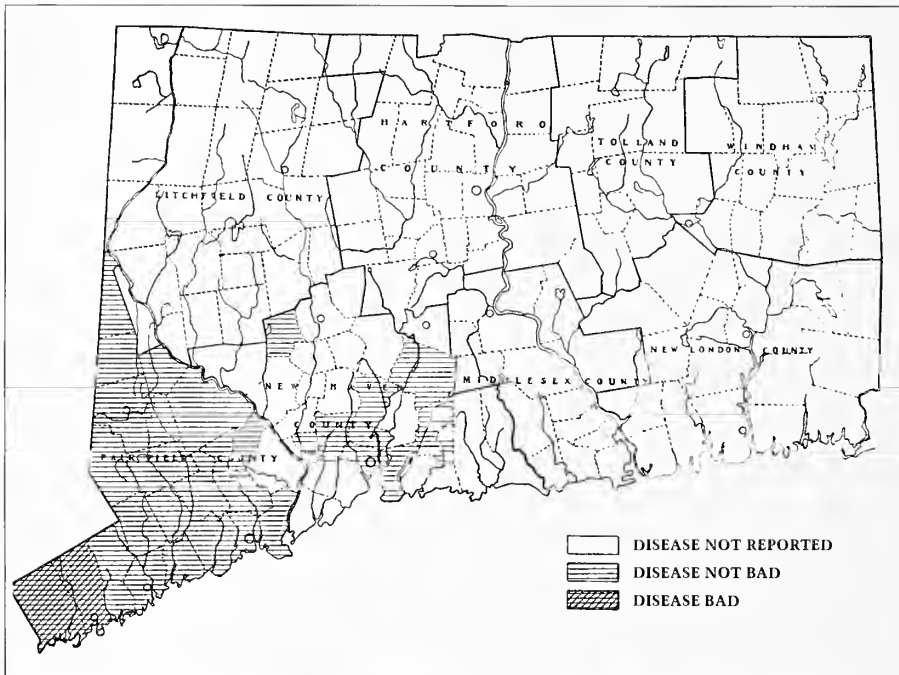 HARTFORD
COUNTY
TOLLAND
COUNTY
WINDHAM
COUNTY
LITCHFIELD COUNTY
NEW LONDON COUNTY
NEW HAVEN
COUNTY
MIDDLESEX COUNTY
FAIRFIELD COUNTY
DISEASE NOT REPORTED
DISEASE NOT BAD
DISEASE BAD